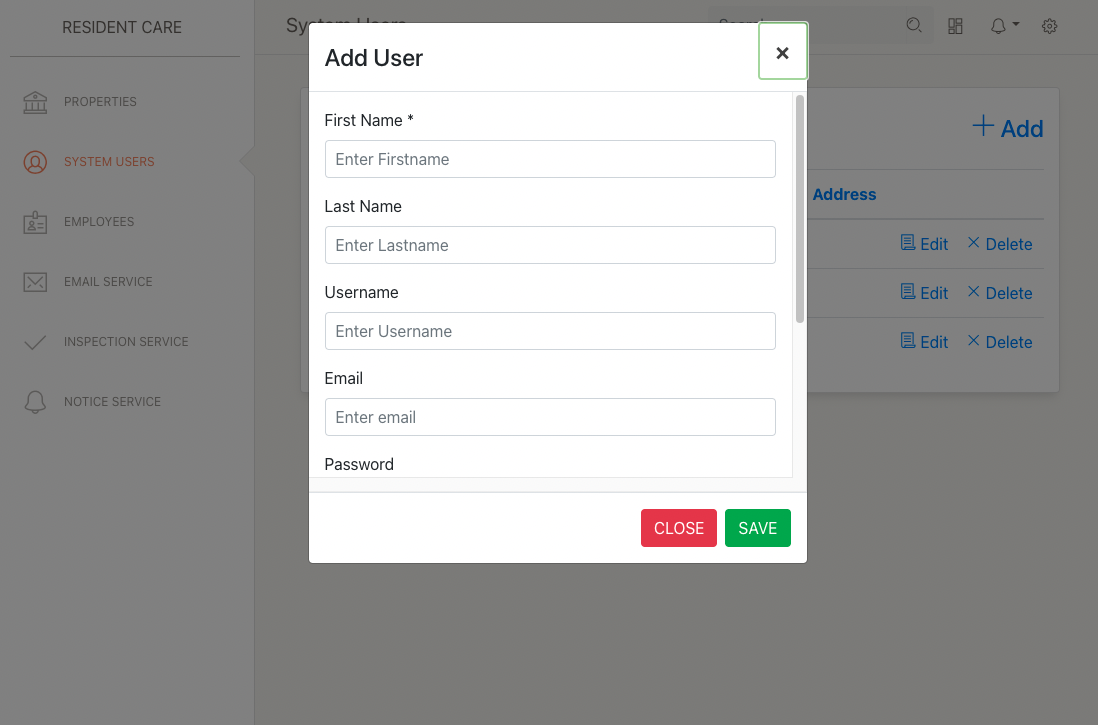 RESIDENT CARE
PROPERTIES
SYSTEM USERS
EMPLOYEES
EMAIL SERVICE
INSPECTION SERVICE
NOTICE SERVICE
System Users
Add User
×
First Name *
Enter Firstname
Last Name
Enter Lastname
Username
Enter Username
Email
Enter email
Password
CLOSE SAVE
Add
Address
Edit Delete
Edit Delete
Edit Delete